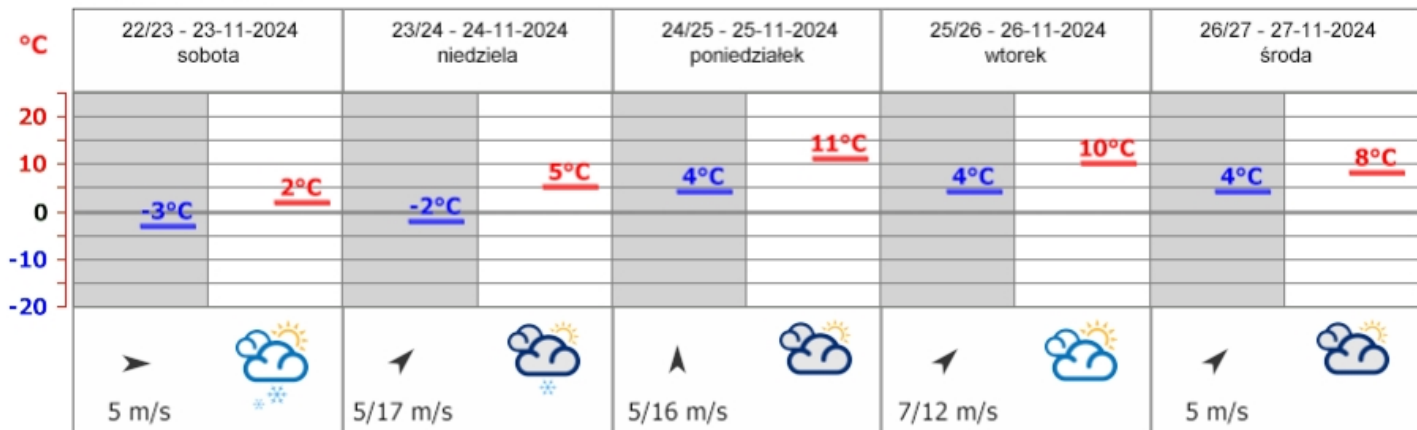 °C
22/23 - 23-11-2024
sobota
23/24 - 24-11-2024
niedziela
24/25 - 25-11-2024
poniedziałek
25/26 - 26-11-2024
wtorek
26/27 - 27-11-2024
środa
20
10
0
-10
-20
-3°C
2°C
-2°C
5°C
4°C
11°C
4°C
10°C
4°C
8°C
5 m/s
5/17 m/s
5/16 m/s
7/12 m/s
5 m/s